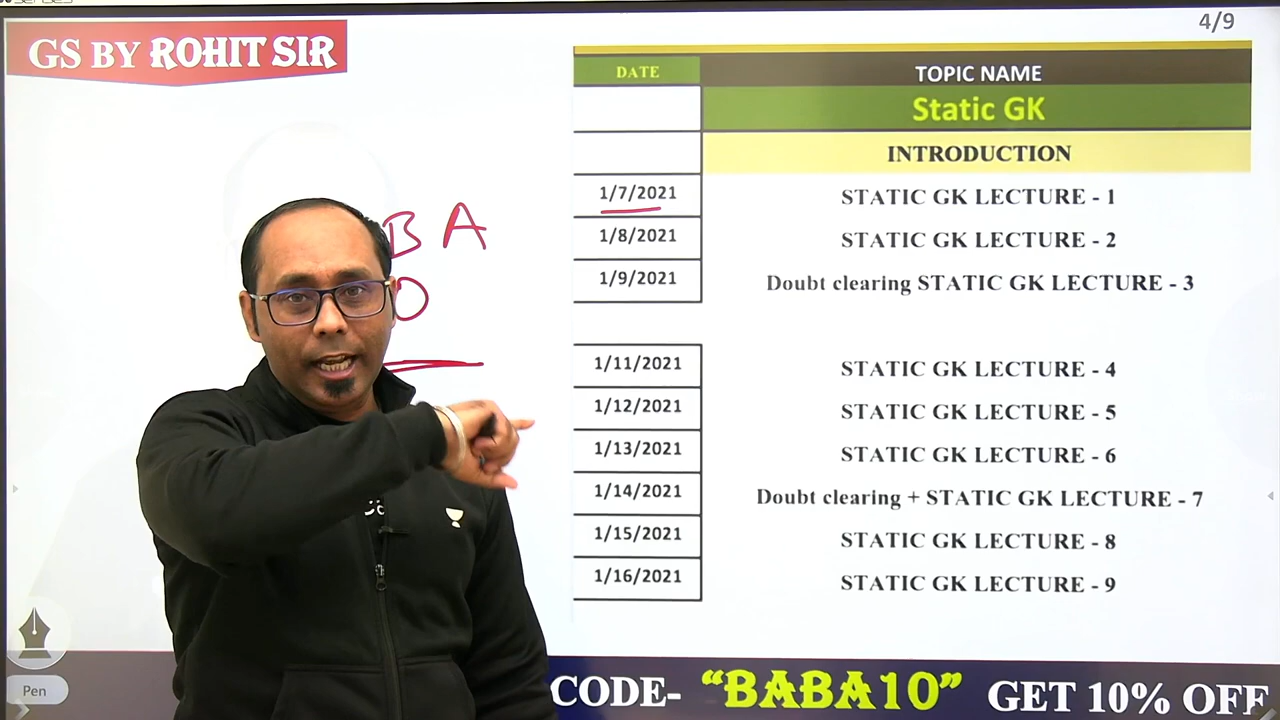 4/9
GS BY ROHIT SIR
DATE TOPIC NAME
Static GK
INTRODUCTION
1/7/2021 STATIC GK LECTURE - 1
1/8/2021 STATIC GK LECTURE - 2
1/9/2021 Doubt clearing STATIC GK LECTURE - 3
1/11/2021 STATIC GK LECTURE - 4
1/12/2021 STATIC GK LECTURE - 5
1/13/2021 STATIC GK LECTURE - 6
1/14/2021 Doubt clearing + STATIC GK LECTURE - 7
1/15/2021 STATIC GK LECTURE - 8
1/16/2021 STATIC GK LECTURE - 9
B A
0
Pen
CODE- “BABA10” GET 10% OFF